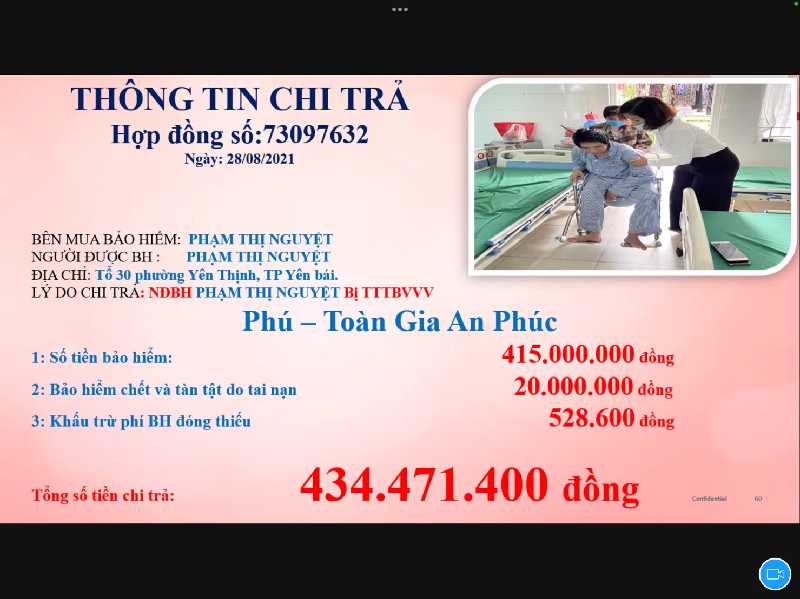 THÔNG TIN CHI TRẢ
Hợp đồng số:73097632
Ngày: 28/08/2021
BÊN MUA BẢO HIỂM: PHẠM THỊ NGUYỆT
NGƯỜI ĐƯỢC BH : PHẠM THỊ NGUYỆT
ĐỊA CHỈ: Tổ 30 phường Yên Thịnh, TP Yên bái.
LÝ DO CHI TRẢ: NĐBH PHẠM THỊ NGUYỆT Bị TTTBVVV
Phú – Toàn Gia An Phúc
1: Số tiền bảo hiểm: 415.000.000 đồng
2: Bảo hiểm chết và tàn tật do tai nạn 20.000.000 đồng
3: Khấu trừ phí BH đóng thiếu 528.600 đồng
Tổng số tiền chi trả: 434.471.400 đồng
Confidential 60